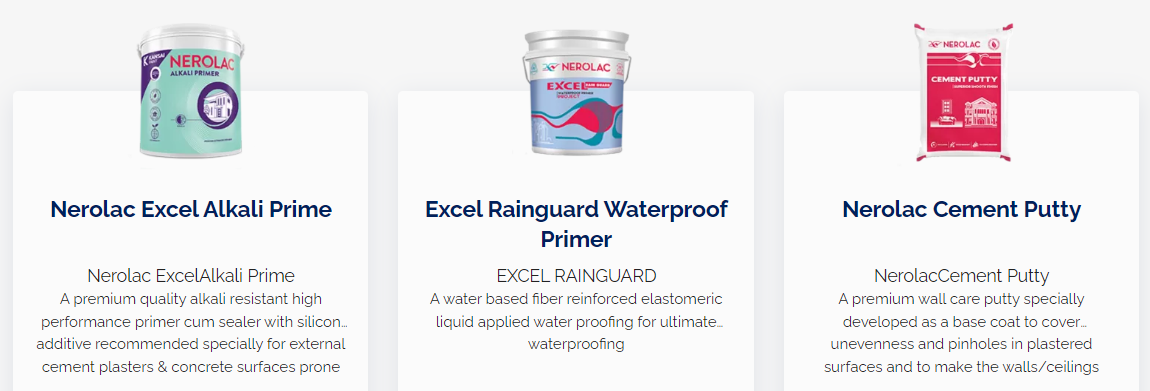 KANSAI
NEROLAC
ALKALI PRIMER
NEROLAC
EXCEL
NEROLAC
CEMENT PUTTY
Nerolac Excel Alkali Prime
Nerolac ExcelAlkali Prime
A premium quality alkali resistant high
performance primer cum sealer with silicon...
additive recommended specially for external
cement plasters & concrete surfaces prone
Excel Rainguard Waterproof
Primer
EXCEL RAINGUARD
A water based fiber reinforced elastomeric
liquid applied water proofing for ultimate...
waterproofing
Nerolac Cement Putty
NerolacCement Putty
A premium wall care putty specially
developed as a base coat to cover...
unevenness and pinholes in plastered
surfaces and to make the walls/ceilings